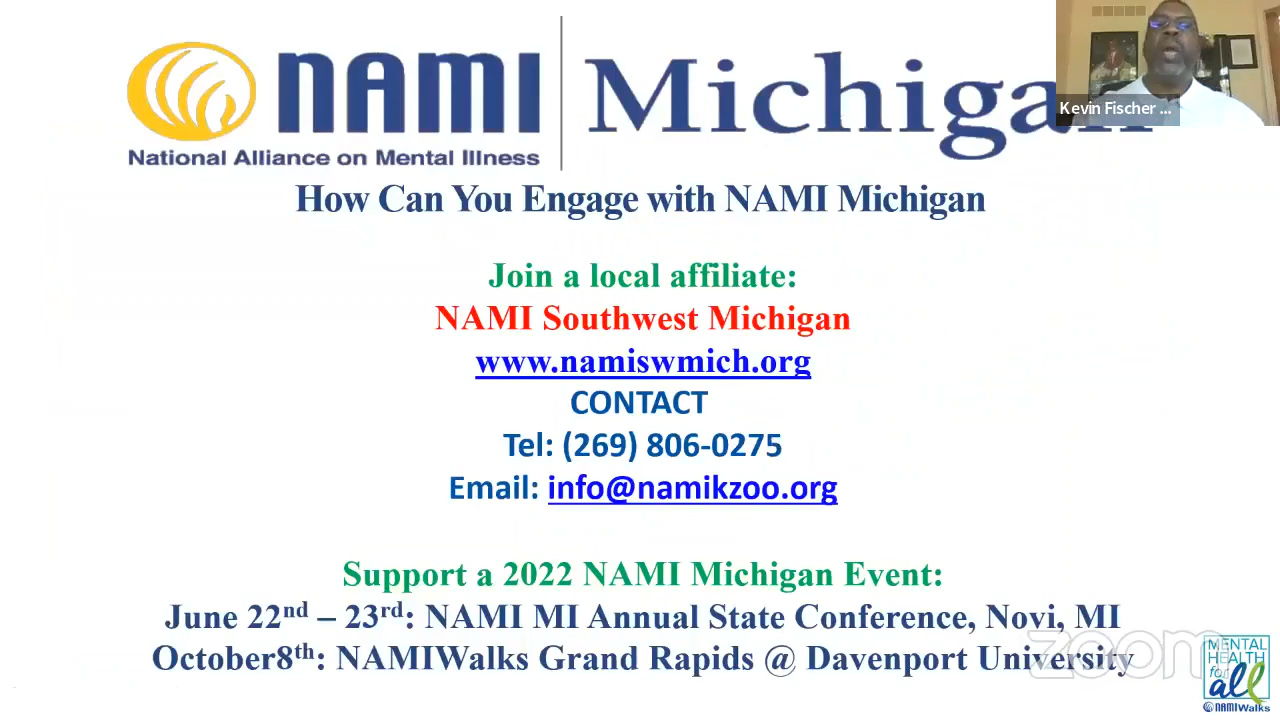 NAMI Michigan
National Alliance on Mental Illness
Kevin Fischer ...
How Can You Engage with NAMI Michigan
Join a local affiliate:
NAMI Southwest Michigan
www.namiswmich.org
CONTACT
Tel: (269) 806-0275
Email: info@namikzoo.org
Support a 2022 NAMI Michigan Event:
June 22nd – 23rd: NAMI MI Annual State Conference, Novi, MI
October8th: NAMIWalks Grand Rapids @ Davenport University
zoom
MENTAL
HEALTH
for
all
NAMIWalks